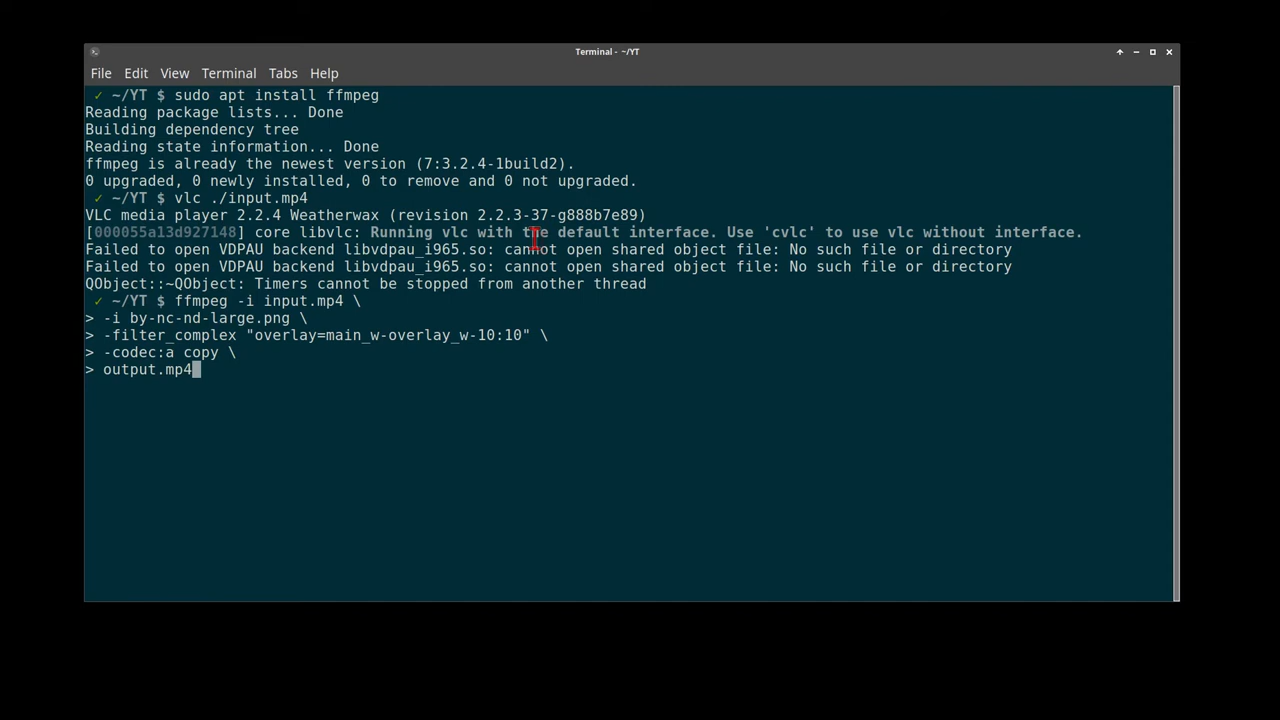 Terminal - ~/YT
File Edit View Terminal Tabs Help
✓ ~/YT $ sudo apt install ffmpeg
Reading package lists... Done
Building dependency tree
Reading state information... Done
ffmpeg is already the newest version (7:3.2.4-1build2).
0 upgraded, 0 newly installed, 0 to remove and 0 not upgraded.
✓ ~/YT $ vlc ./input.mp4
VLC media player 2.2.4 Weatherwax (revision 2.2.3-37-g888b7e89)
[000055a13d927148] core libvlc: Running vlc with the default interface. Use 'cvlc' to use vlc without interface.
Failed to open VDPAU backend libvdpau_i965.so: cannot open shared object file: No such file or directory
Failed to open VDPAU backend libvdpau_i965.so: cannot open shared object file: No such file or directory
QObject::~QObject: Timers cannot be stopped from another thread
✓ ~/YT $ ffmpeg -i input.mp4 \
> -i by-nc-nd-large.png \
> -filter_complex "overlay=main_w-overlay_w-10:10" \
> -codec:a copy \
> output.mp4